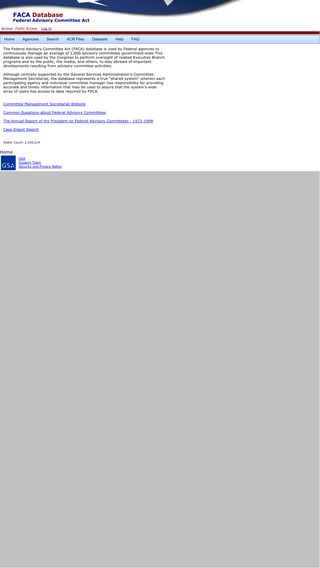 FACA Database
Federal Advisory Committee Act
Access: Public Access Log In
Home Agencies Search ACR Files Datasets Help FAQ
The Federal Advisory Committee Act (FACA) database is used by Federal agencies to
continuously manage an average of 1,000 advisory committees government-wide This
database is also used by the Congress to perform oversight of related Executive Branch
programs and by the public, the media, and others, to stay abreast of important
developments resulting from advisory committee activities.
Although centrally supported by the General Services Administration's Committee
Management Secretariat, the database represents a true "shared system" wherein each
participating agency and individual committee manager has responsibility for providing
accurate and timely information that may be used to assure that the system's wide
array of users has access to data required by FACA.
Committee Management Secretariat Website
Common Questions about Federal Advisory Committees
The Annual Report of the President on Federal Advisory Committees - 1972-1998
Case Digest Search
Home
GSA
GSA
Support Team
Security and Privacy Notice